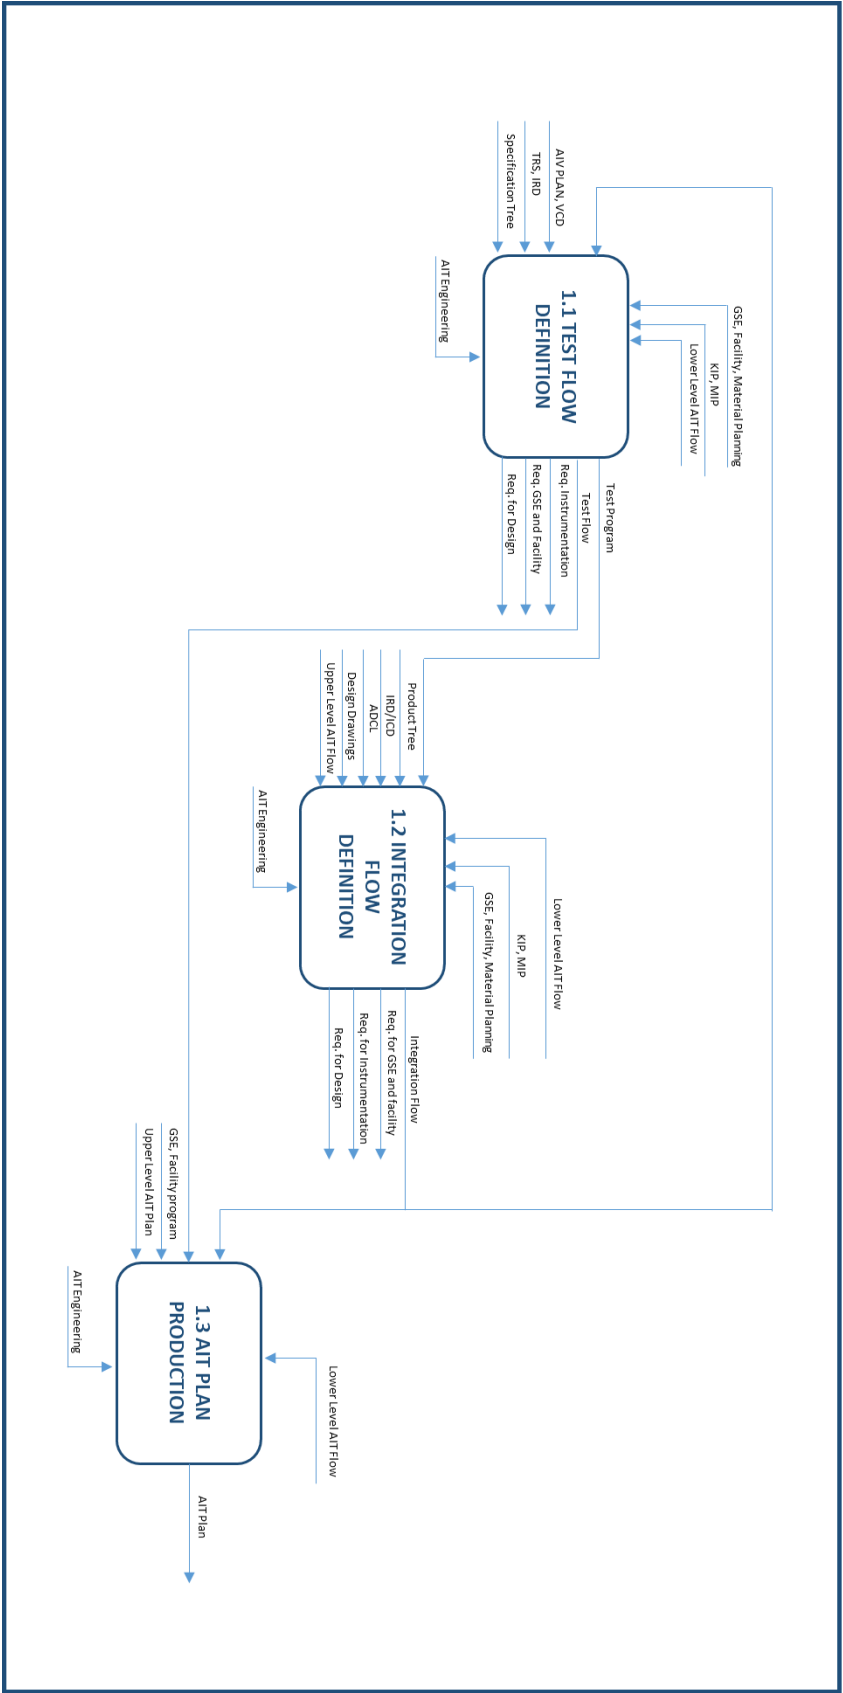 GSE, Facility, Material Planning
KIP, MIP
Lower Level AIT Flow
AIV PLAN, VCD
TRS, IRD
Specification Tree
1.1 TEST FLOW
DEFINITION
AIT Engineering
Test Program
Test Flow
Req. Instrumentation
Req. GSE and Facility
Req. for Design
Lower Level AIT Flow
KIP, MIP
GSE, Facility, Material Planning
Product Tree
IRD/ICD
ADCL
Design Drawings
Upper Level AIT Flow
1.2 INTEGRATION
FLOW
DEFINITION
AIT Engineering
Integration Flow
Req. for GSE and facility
Req. for Instrumentation
Req. for Design
Lower Level AIT Flow
GSE, Facility program
Upper Level AIT Plan
1.3 AIT PLAN
PRODUCTION
AIT Engineering
AIT Plan